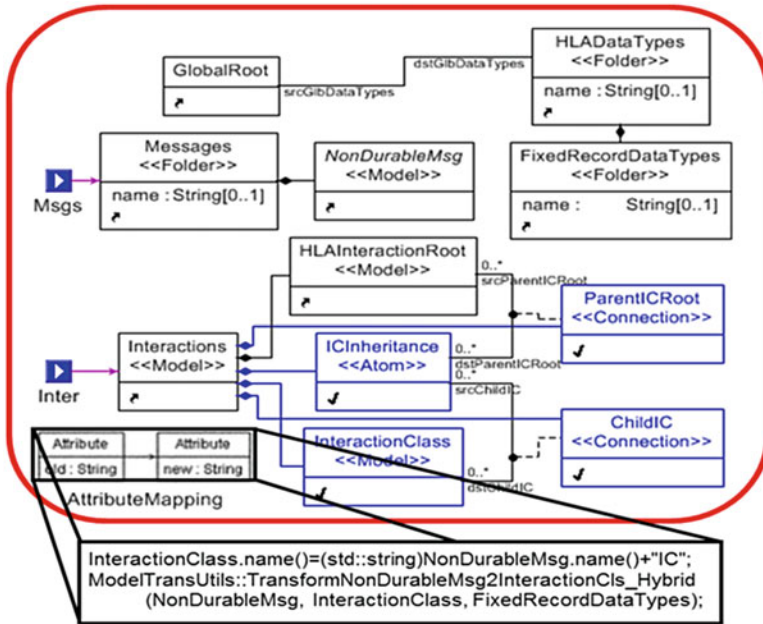 GlobalRoot
srcGlbDataTypes
dstGlbDataTypes
HLADataTypes
<<Folder>>
name : String[0..1]
Messages
<<Folder>>
name : String[0..1]
NonDurableMsg
<<Model>>
FixedRecordDataTypes
<<Folder>>
name : String[0..1]
Msgs
HLAInteractionRoot
<<Model>>
0..*
srcParentICRoot
ParentICRoot
<<Connection>>
Interactions
<<Model>>
ICInheritance
<<Atom>>
0..*
dstParentICRoot
0..*
srcChildIC
Inter
InteractionClass
<<Model>>
0..*
dstChildIC
ChildIC
<<Connection>>
Attribute
old : String
Attribute
new : String
AttributeMapping
InteractionClass.name()=(std::string)NonDurableMsg.name()+"IC";
ModelTransUtils::TransformNonDurableMsg2InteractionCls_Hybrid
(NonDurableMsg, InteractionClass, FixedRecordDataTypes);